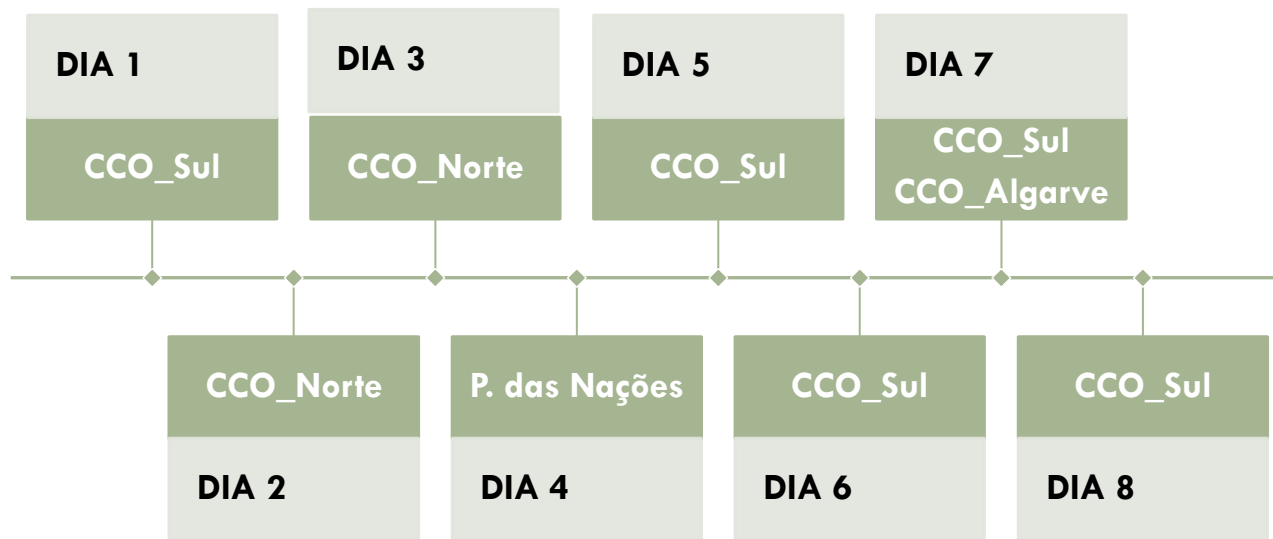 DIA 1
CCO_Sul
CCO_Norte
DIA 2
DIA 3
CCO_Norte
P. das Nações
DIA 4
DIA 5
CCO_Sul
CCO_Sul
DIA 6
DIA 7
CCO_Sul
CCO_Algarve
CCO_Sul
DIA 8